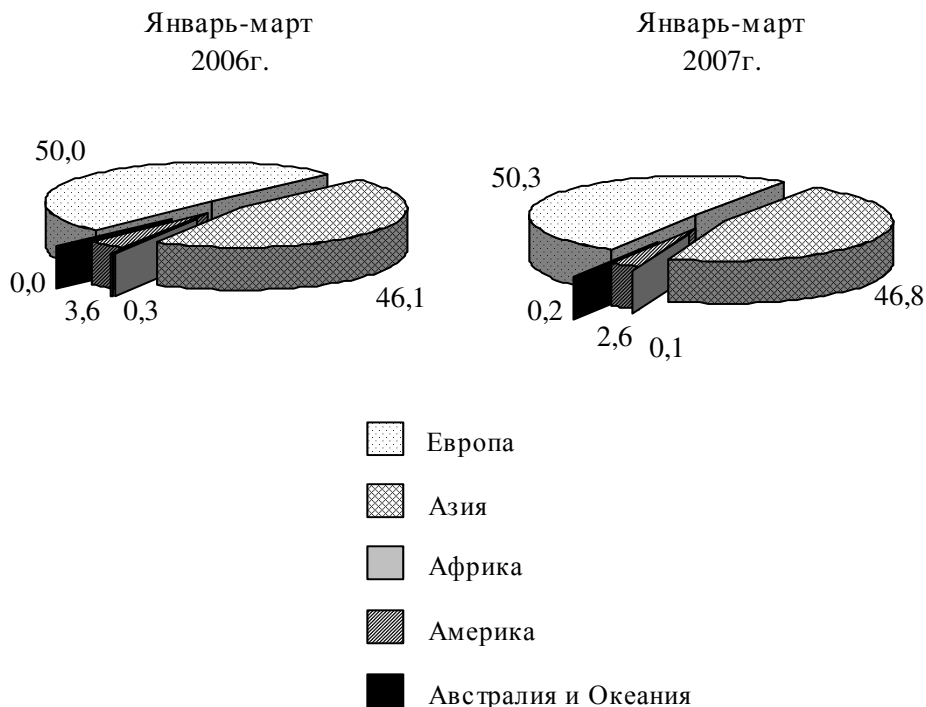 Январь-март
2006г.
Январь-март
2007г.
50,0
0,0
3,6
0,3
46,1
50,3
0,2
2,6
0,1
46,8
Европа
Азия
Африка
Америка
Австралия и Океания